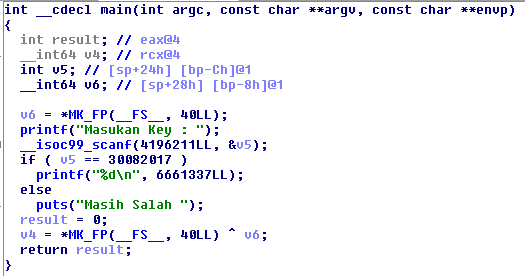 int __cdecl main(int argc, const char **argv, const char **envp)
{
int result; // eax@4
__int64 v4; // rcx@4
int v5; // [sp+24h] [bp-Ch]@1
__int64 v6; // [sp+28h] [bp-8h]@1
v6 = *MK_FP(__FS__, 40LL);
printf("Masukan Key : ");
__isoc99_scanf(4196211LL, &v5);
if ( v5 == 30082017 )
printf("%d\n", 6661337LL);
else
puts("Masih Salah ");
result = 0;
v4 = *MK_FP(__FS__, 40LL) ^ v6;
return result;
}